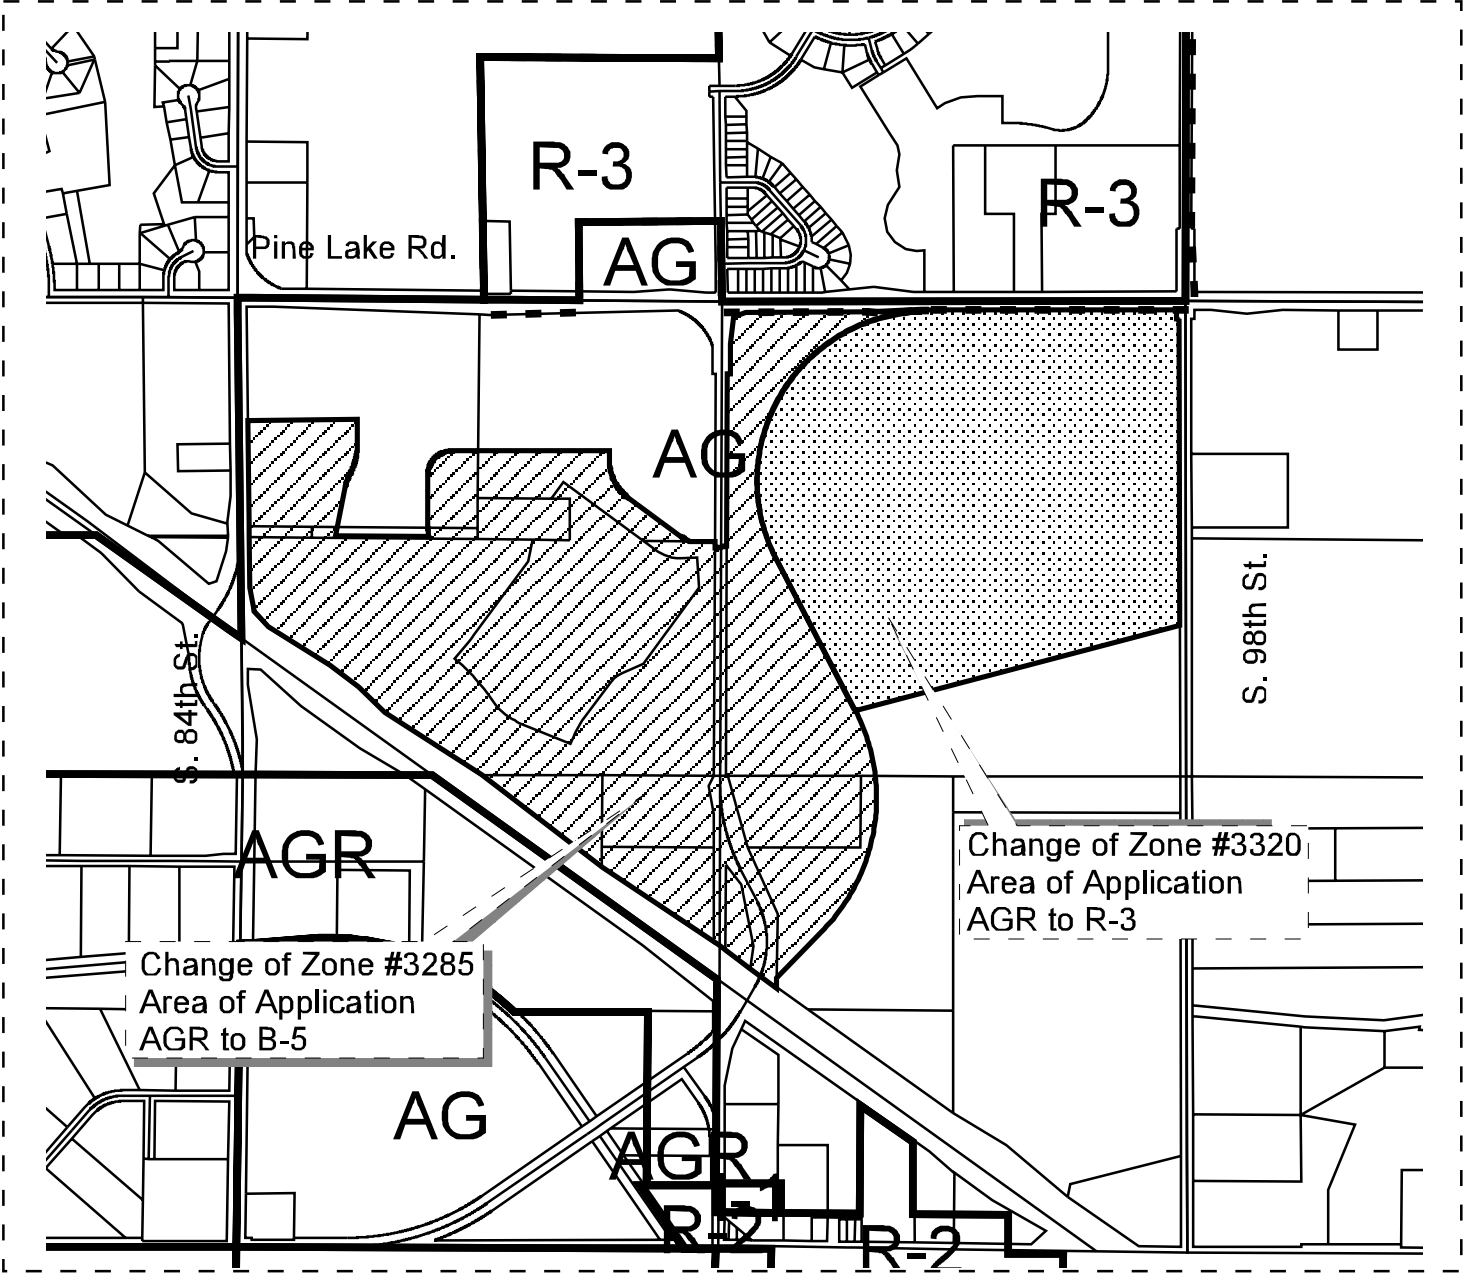 R-3
R-3
Pine Lake Rd.
AG
AG
S. 98th St.
S. 84th St.
AGR
Change of Zone #3320
Area of Application
AGR to R-3
Change of Zone #3285
Area of Application
AGR to B-5
AG
AGR
R-2
R-2